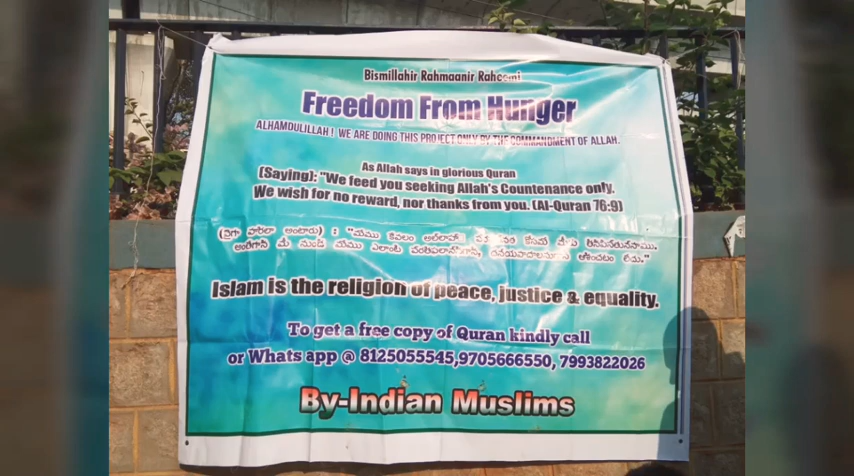 Bismillahir Rahmaanir Raheemi
Freedom From Hunger
ALHAMDULILLAH ! WE ARE DOING THIS PROJECT ONLY BY THE COMMANDMENT OF ALLAH.
As Allah says in glorious Quran
(Saying): "We feed you seeking Allah's Countenance only.
We wish for no reward, nor thanks from you. (Al-Quran 76:9)
(పైగా వారిలా అంటారు) : "మేము కేవలం అల్లాహ్
మీ నుండి మేము ఎలాంటి
Islam is the religion of peace, justice & equality.
To get a free copy of Quran kindly call
or Whats app @ 8125055545,9705666550, 7993822026
By-Indian Muslims